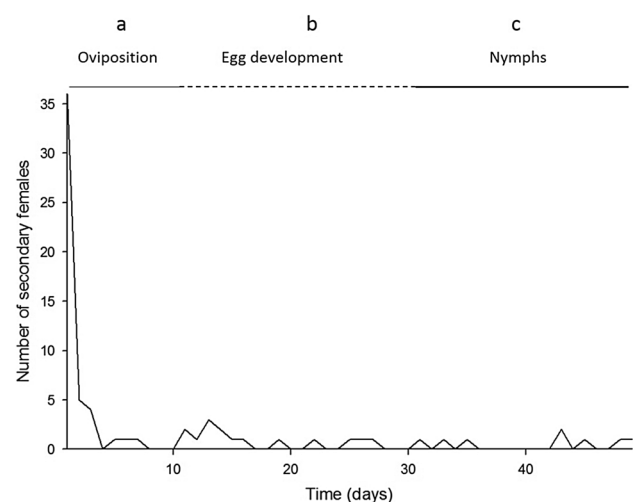 a b c
Oviposition Egg development Nymphs
35
30
25
20
15
10
5
0
Number of secondary females
10 20 30 40
Time (days)